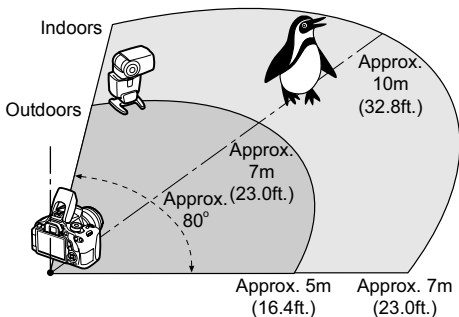 Indoors
Approx.
10m
(32.8ft.)
Outdoors
Approx.
7m
(23.0ft.)
Approx.
80°
Approx. 5m
(16.4ft.)
Approx. 7m
(23.0ft.)